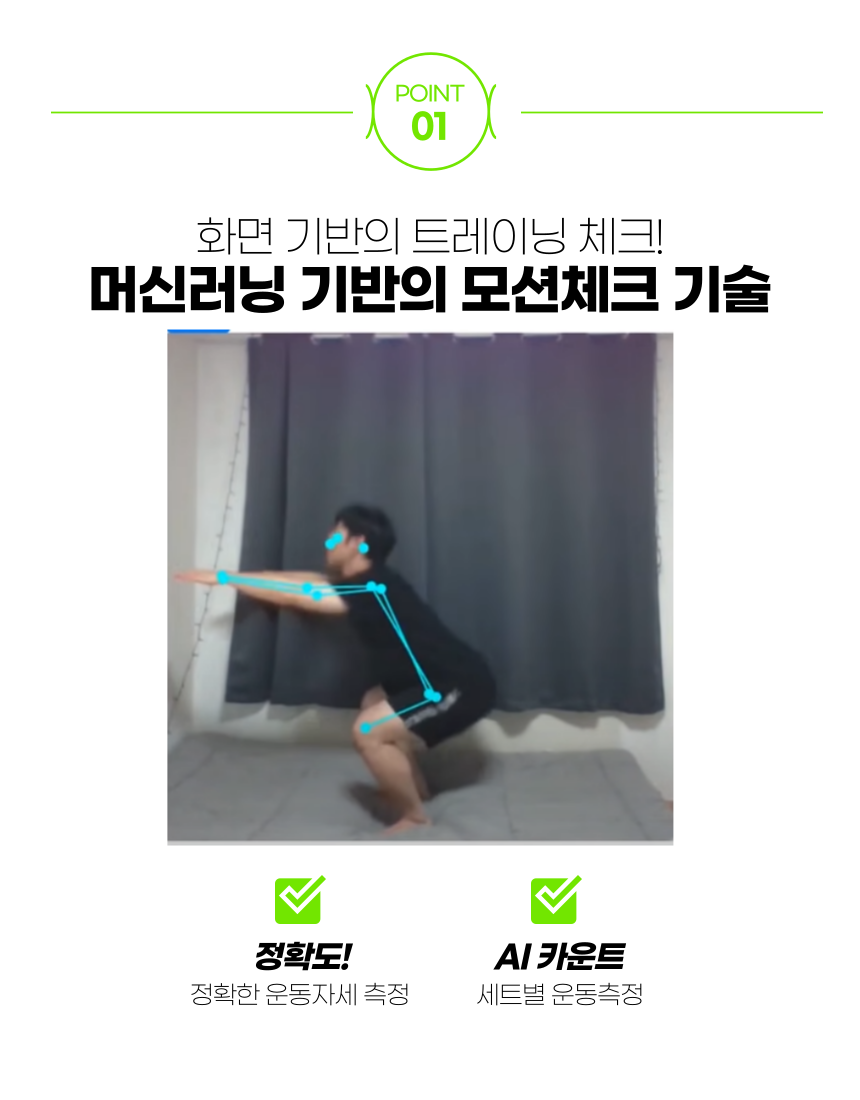 POINT
01
화면 기반의 트레이닝 체크!
머신러닝 기반의 모션체크 기술
정확도!
정확한 운동자세 측정
AI 카운트
세트별 운동측정